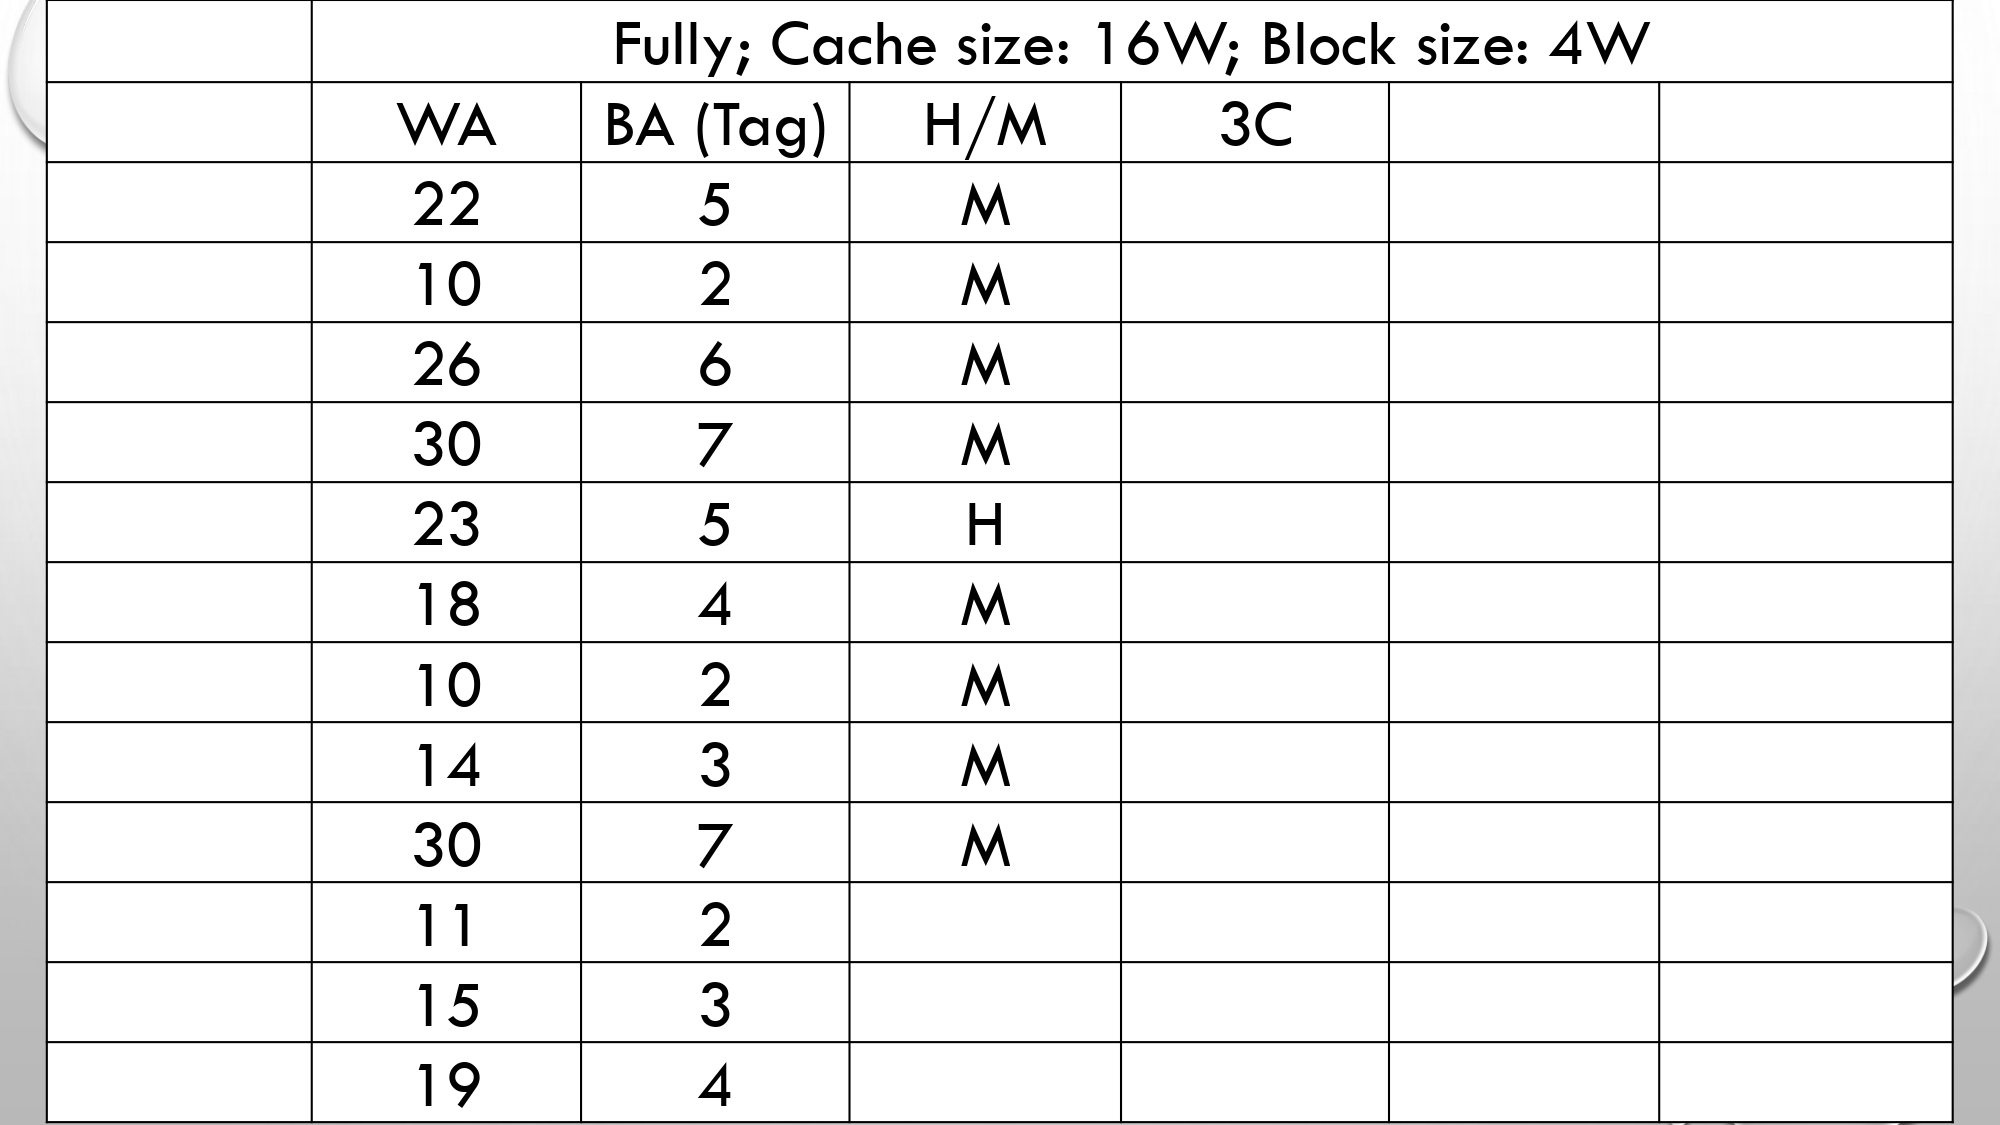 Fully; Cache size: 16W; Block size: 4W
WA BA (Tag) H/M 3C
22 5 M
10 2 M
26 6 M
30 7 M
23 5 H
18 4 M
10 2 M
14 3 M
30 7 M
11 2
15 3
19 4